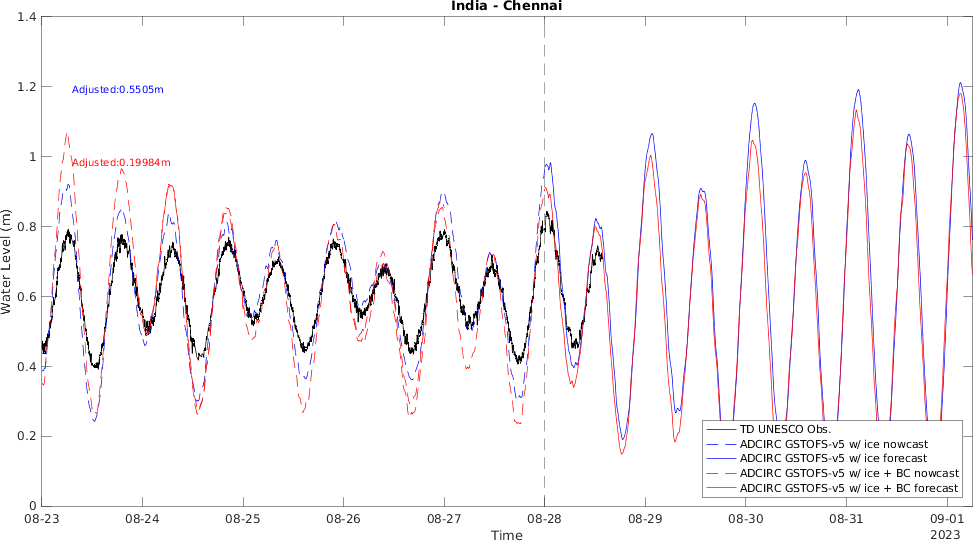 India - Chennai
1.4
1.2
1
0.8
0.6
0.4
0.2
0
Water Level (m)
Adjusted:0.5505m
Adjusted:0.19984m
TD UNESCO Obs.
ADCIRC GSTOFS-v5 w/ ice nowcast
ADCIRC GSTOFS-v5 w/ ice forecast
ADCIRC GSTOFS-v5 w/ ice + BC nowcast
ADCIRC GSTOFS-v5 w/ ice + BC forecast
08-23 08-24 08-25 08-26 08-27 08-28 08-29 08-30 08-31 09-01
2023
Time